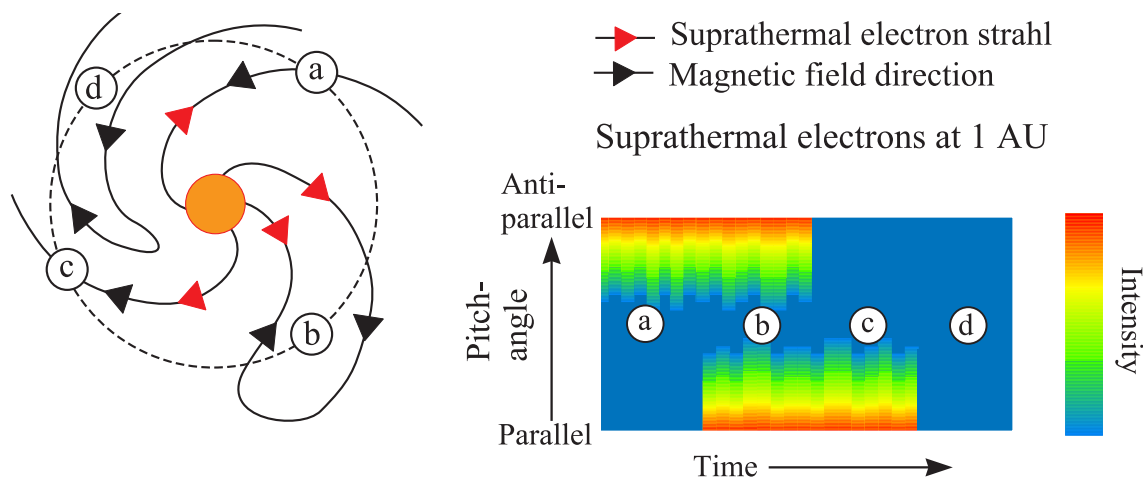 a
d
c
b
Suprathermal electron strahl
Magnetic field direction
Suprathermal electrons at 1 AU
Anti-
parallel
Pitch-
angle
Parallel
a
b
c
d
Time
Intensity